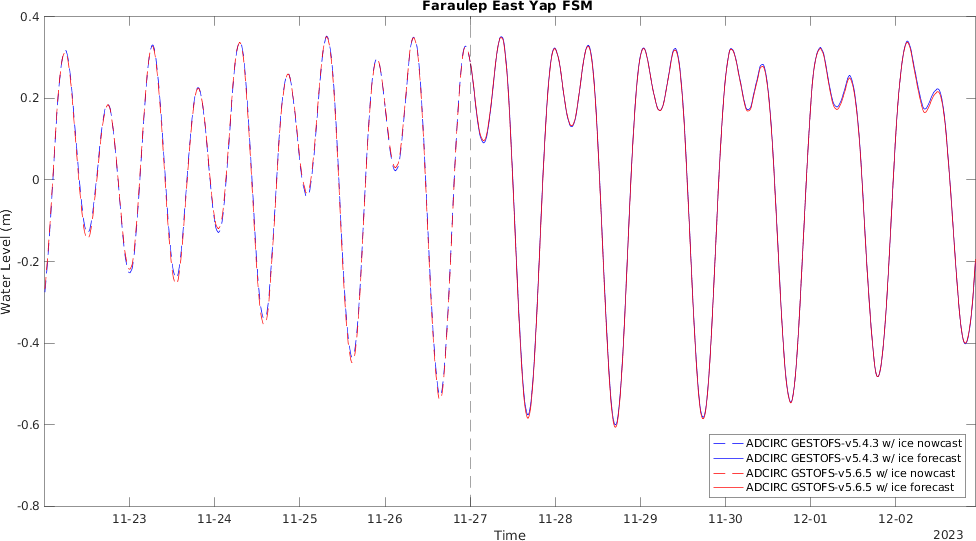 Faraulep East Yap FSM
0.4
0.2
0
-0.2
-0.4
-0.6
-0.8
Water Level (m)
11-23 11-24 11-25 11-26 11-27 11-28 11-29 11-30 12-01 12-02
Time
2023
ADCIRC GESTOFS-v5.4.3 w/ ice nowcast
ADCIRC GESTOFS-v5.4.3 w/ ice forecast
ADCIRC GSTOFS-v5.6.5 w/ ice nowcast
ADCIRC GSTOFS-v5.6.5 w/ ice forecast